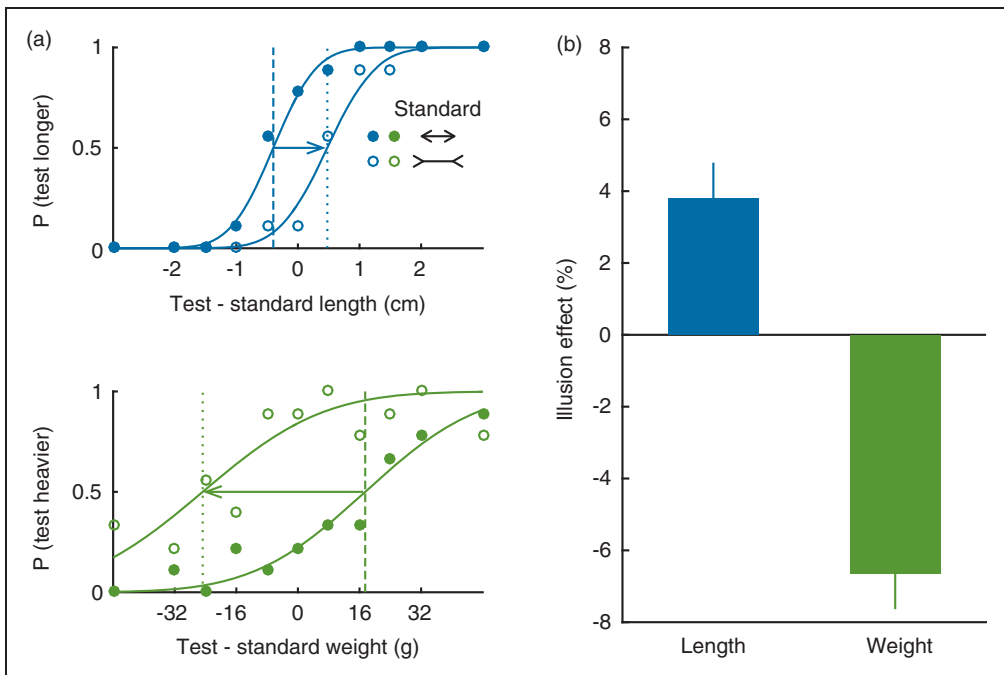 (a)
1
0.5
0
P (test longer)
Standard
-2 -1 0 1 2
Test - standard length (cm)
1
0.5
0
P (test heavier)
-32 -16 0 16 32
Test - standard weight (g)
(b)
8
6
4
2
0
-2
-4
-6
-8
Illusion effect (%)
Length Weight